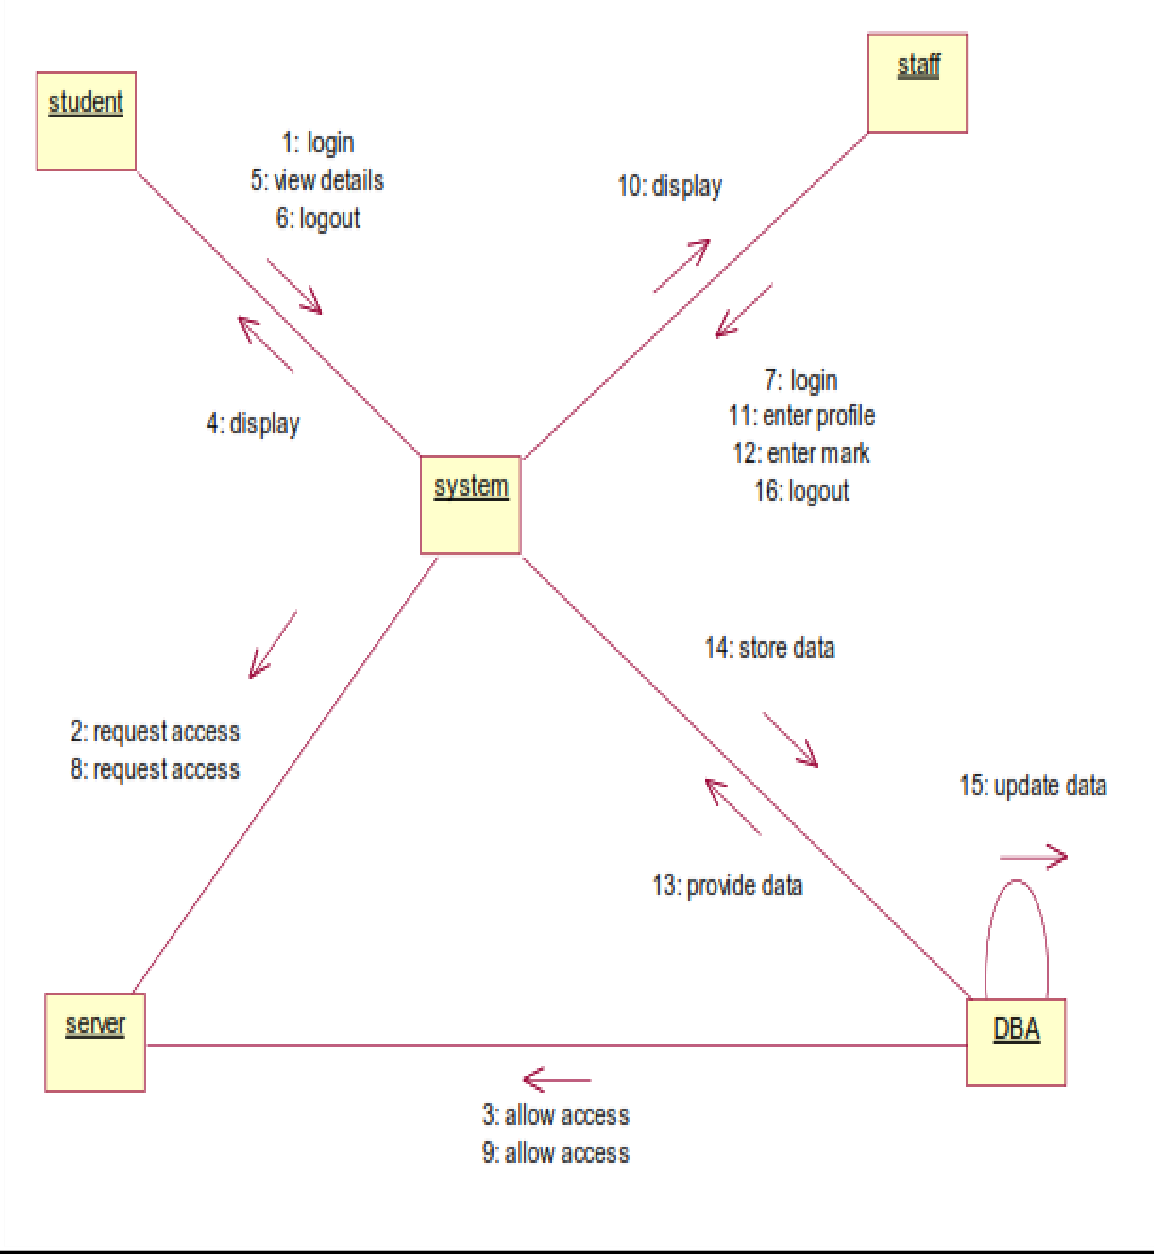 staff
student
1: login
5: view details
6: logout
10: display
7: login
11: enter profile
12: enter mark
16: logout
4: display
system
14: store data
2: request access
8: request access
15: update data
13: provide data
server
DBA
3: allow access
9: allow access